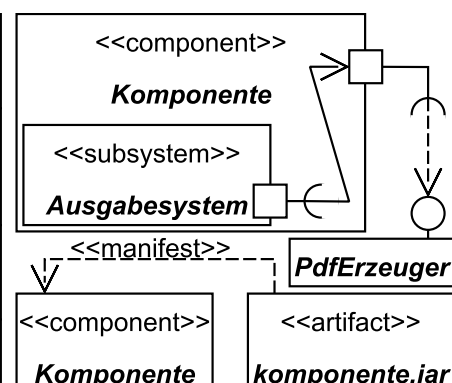 <<component>>
Komponente
<<subsystem>>
Ausgabesystem
<<manifest>>
PdfErzeuger
<<component>>
<<artifact>>
Komponente
komponente.jar